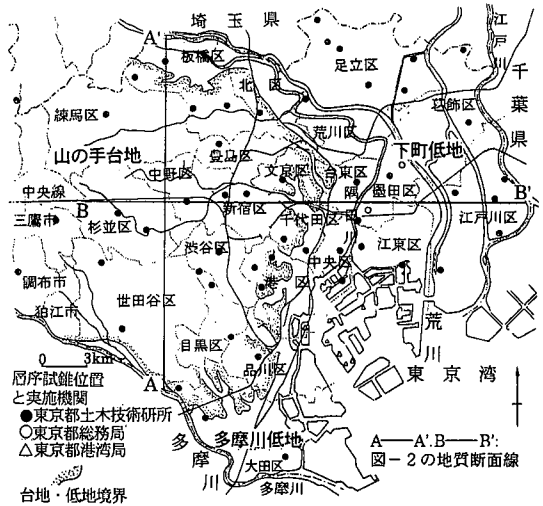 埼玉県
江戸川
A'
板橋区
足立区
千葉県
北区
葛飾区
練馬区
荒川区
山の手台地
豊島区
下町低地
中野区
文京区
台東区
隅田川
墨田区
中央線
B
B'
新宿区
千代田区
三鷹市
杉並区
江戸川区
渋谷区
中央区
江東区
調布市
世田谷区
港区
狛江市
荒川
目黒区
0 3km
品川区
東京湾
A
層序試錐位置
と実施機関
●東京都土木技術研所
○東京都総務局
△東京都港湾局
台地・低地境界
多摩川
多摩川低地
大田区
多摩川
A——A'.B——B':
図−2の地質断面線